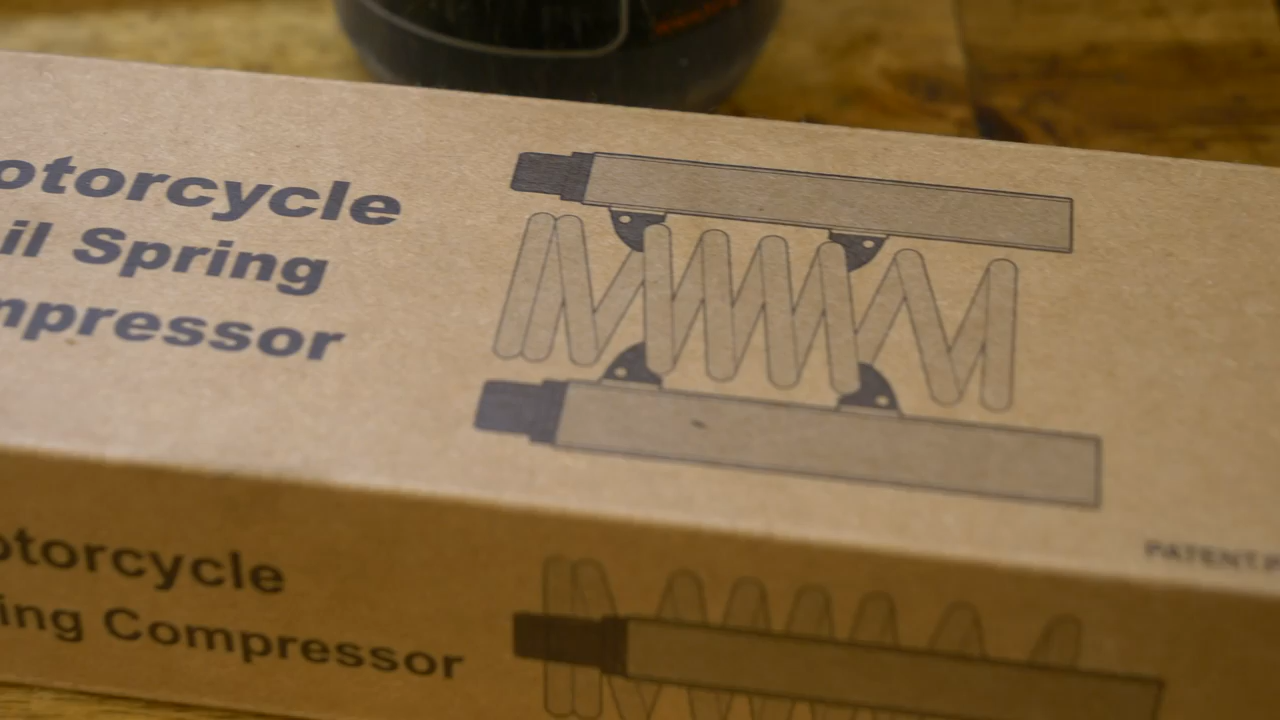 otorcycle
il Spring
mpressor
PATENT
otorcycle
ing Compressor